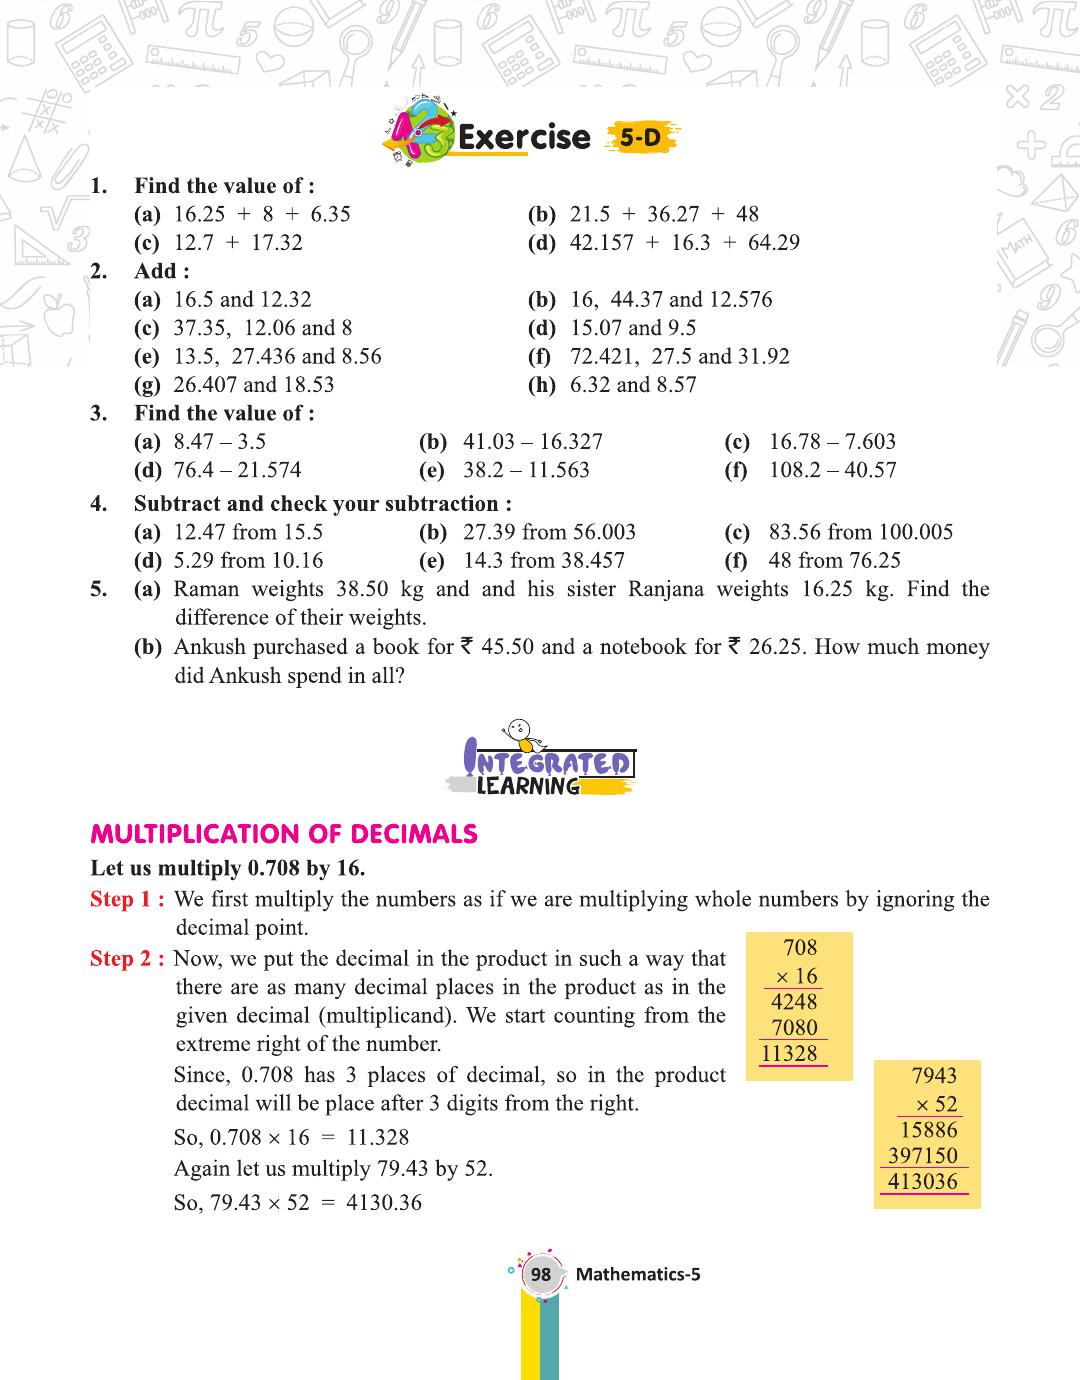 Exercise 5-D
1. Find the value of :
(a) 16.25 + 8 + 6.35 (b) 21.5 + 36.27 + 48
(c) 12.7 + 17.32 (d) 42.157 + 16.3 + 64.29
2. Add :
(a) 16.5 and 12.32 (b) 16, 44.37 and 12.576
(c) 37.35, 12.06 and 8 (d) 15.07 and 9.5
(e) 13.5, 27.436 and 8.56 (f) 72.421, 27.5 and 31.92
(g) 26.407 and 18.53 (h) 6.32 and 8.57
3. Find the value of :
(a) 8.47 – 3.5 (b) 41.03 – 16.327 (c) 16.78 – 7.603
(d) 76.4 – 21.574 (e) 38.2 – 11.563 (f) 108.2 – 40.57
4. Subtract and check your subtraction :
(a) 12.47 from 15.5 (b) 27.39 from 56.003 (c) 83.56 from 100.005
(d) 5.29 from 10.16 (e) 14.3 from 38.457 (f) 48 from 76.25
5. (a) Raman weights 38.50 kg and and his sister Ranjana weights 16.25 kg. Find the
difference of their weights.
(b) Ankush purchased a book for ₹ 45.50 and a notebook for ₹ 26.25. How much money
did Ankush spend in all?
INTEGRATED
LEARNING
MULTIPLICATION OF DECIMALS
Let us multiply 0.708 by 16.
Step 1 : We first multiply the numbers as if we are multiplying whole numbers by ignoring the
decimal point.
Step 2 : Now, we put the decimal in the product in such a way that
there are as many decimal places in the product as in the
given decimal (multiplicand). We start counting from the
extreme right of the number.
Since, 0.708 has 3 places of decimal, so in the product
decimal will be place after 3 digits from the right.
So, 0.708 × 16 = 11.328
Again let us multiply 79.43 by 52.
So, 79.43 × 52 = 4130.36
708
× 16
4248
7080
11328
7943
× 52
15886
397150
413036
98 Mathematics-5